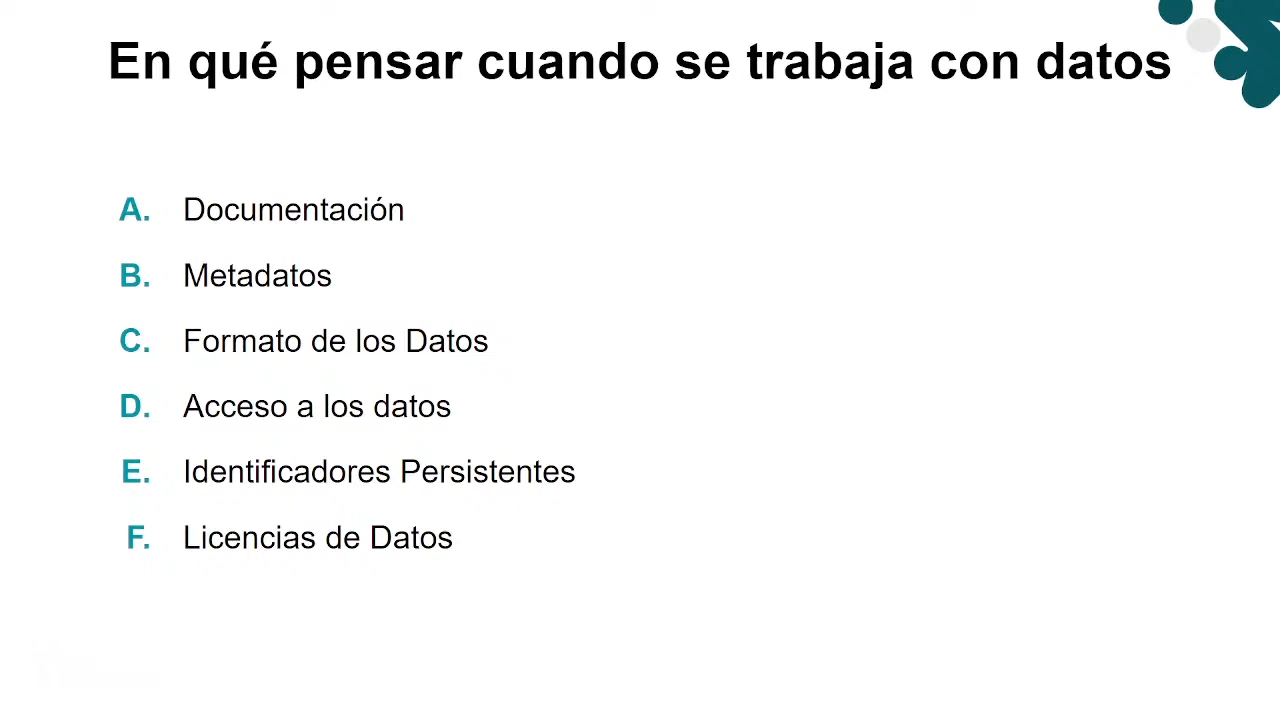 En qué pensar cuando se trabaja con datos
A. Documentación
B. Metadatos
C. Formato de los Datos
D. Acceso a los datos
E. Identificadores Persistentes
F. Licencias de Datos